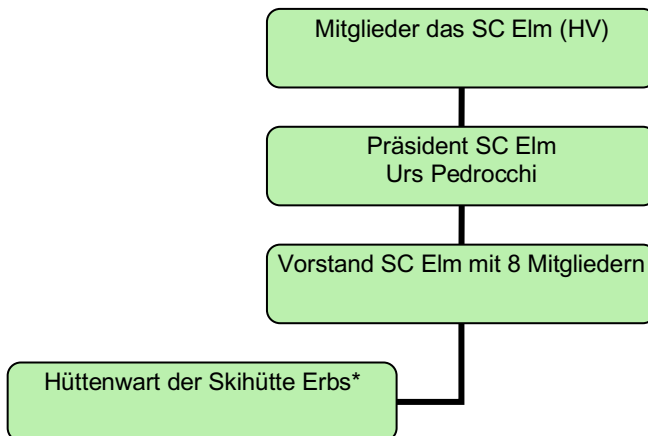 Mitglieder das SC Elm (HV)
Präsident SC Elm
Urs Pedrocchi
Vorstand SC Elm mit 8 Mitgliedern
Hüttenwart der Skihütte Erbs*